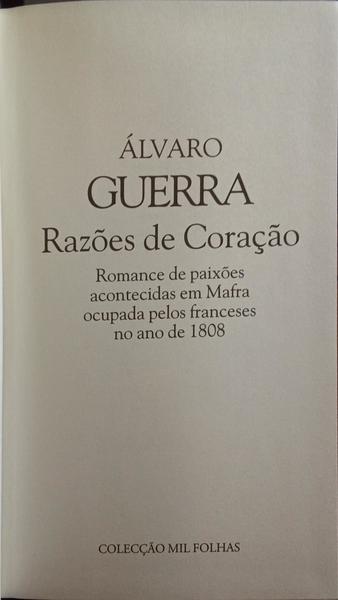 ÁLVARO
GUERRA
Razões de Coração
Romance de paixões
acontecidas em Mafra
ocupada pelos franceses
no ano de 1808
COLECÇÃO MIL FOLHAS